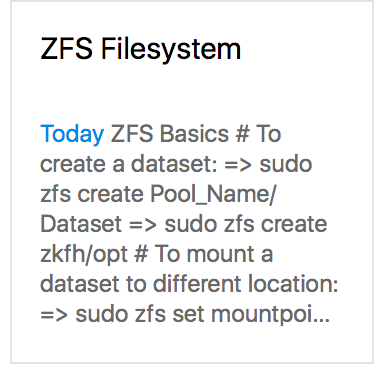 ZFS Filesystem
Today ZFS Basics # To
create a dataset: => sudo
zfs create Pool_Name/
Dataset => sudo zfs create
zkfh/opt # To mount a
dataset to different location:
=> sudo zfs set mountpoi...